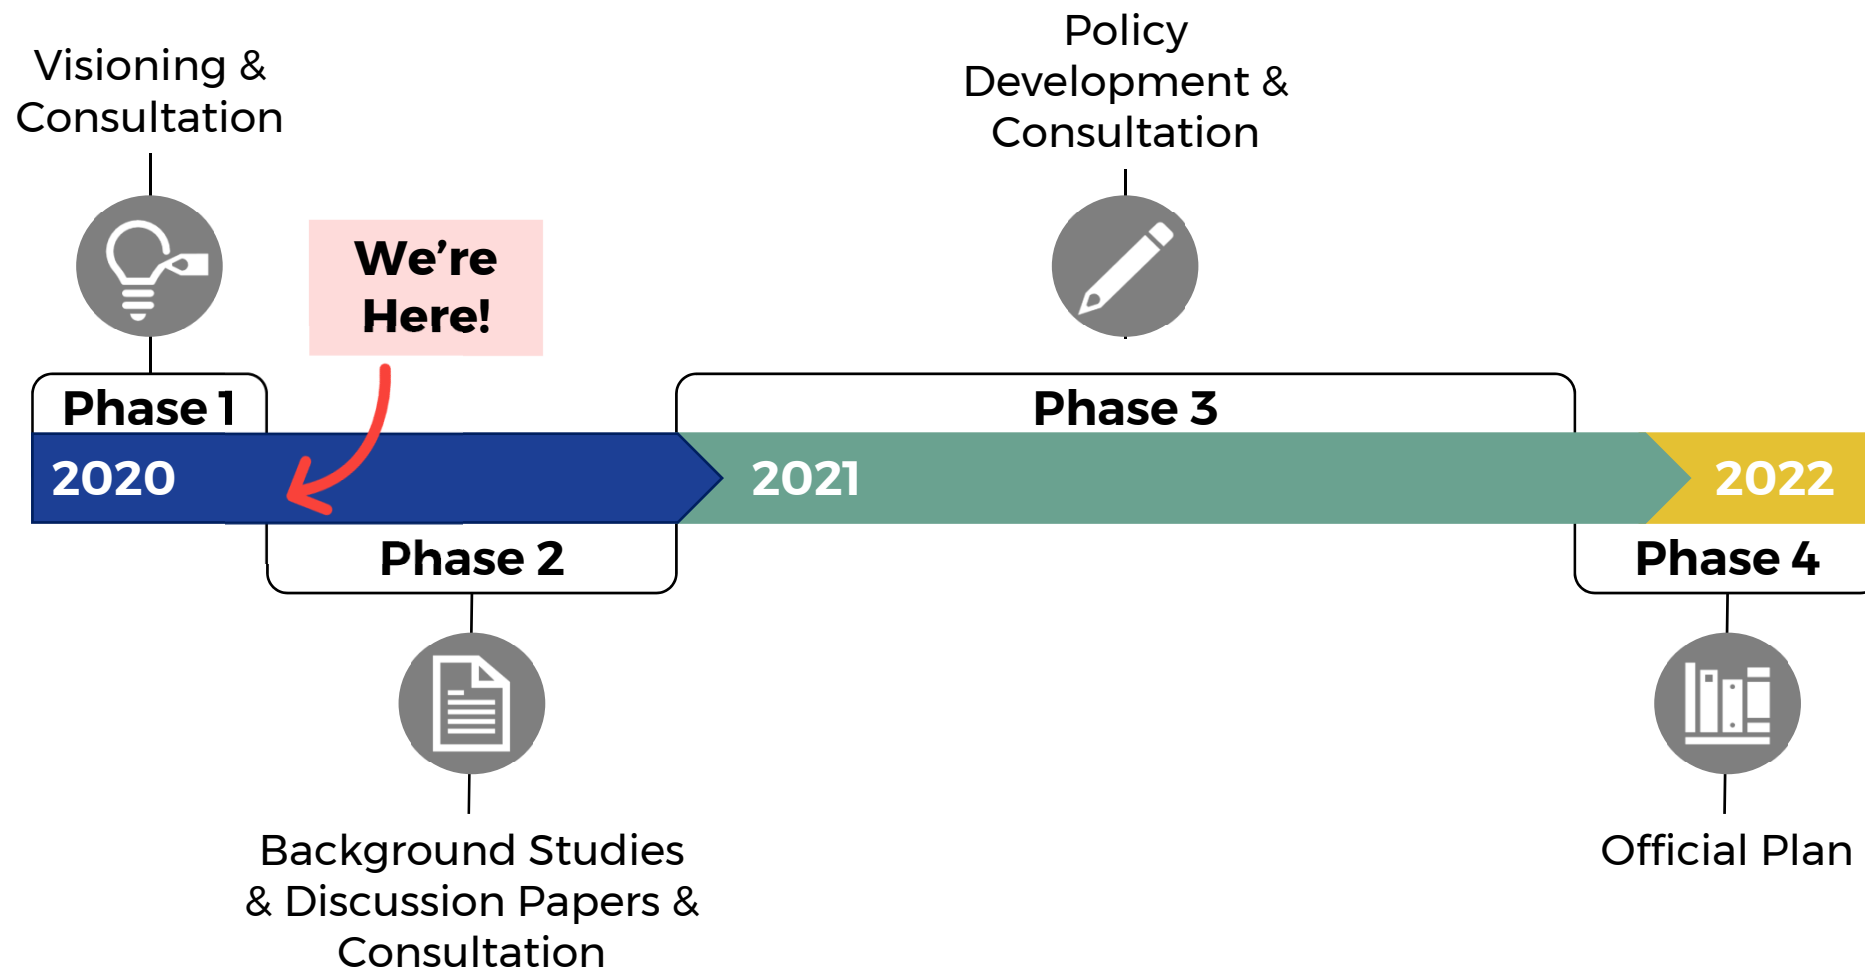 Visioning &
Consultation
Policy
Development &
Consultation
We're
Here!
Phase 1
Phase 3
2020
2021
2022
Phase 2
Phase 4
Background Studies
& Discussion Papers &
Consultation
Official Plan